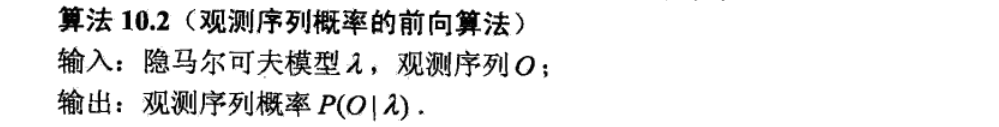 算法 10.2（观测序列概率的前向算法）
输入：隐马尔可夫模型 λ，观测序列 O；
输出：观测序列概率 P(O|λ)．